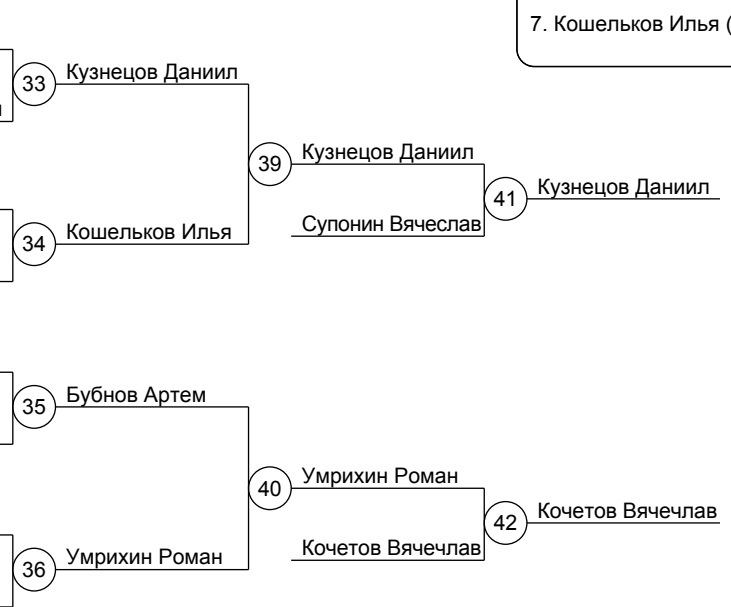 7. Кошельков Илья (
33
Кузнецов Даниил
39
Кузнецов Даниил
41
Кузнецов Даниил
Супонин Вячеслав
34
Кошельков Илья
35
Бубнов Артем
40
Умрихин Роман
42
Кочетов Вячечлав
Кочетов Вячечлав
36
Умрихин Роман